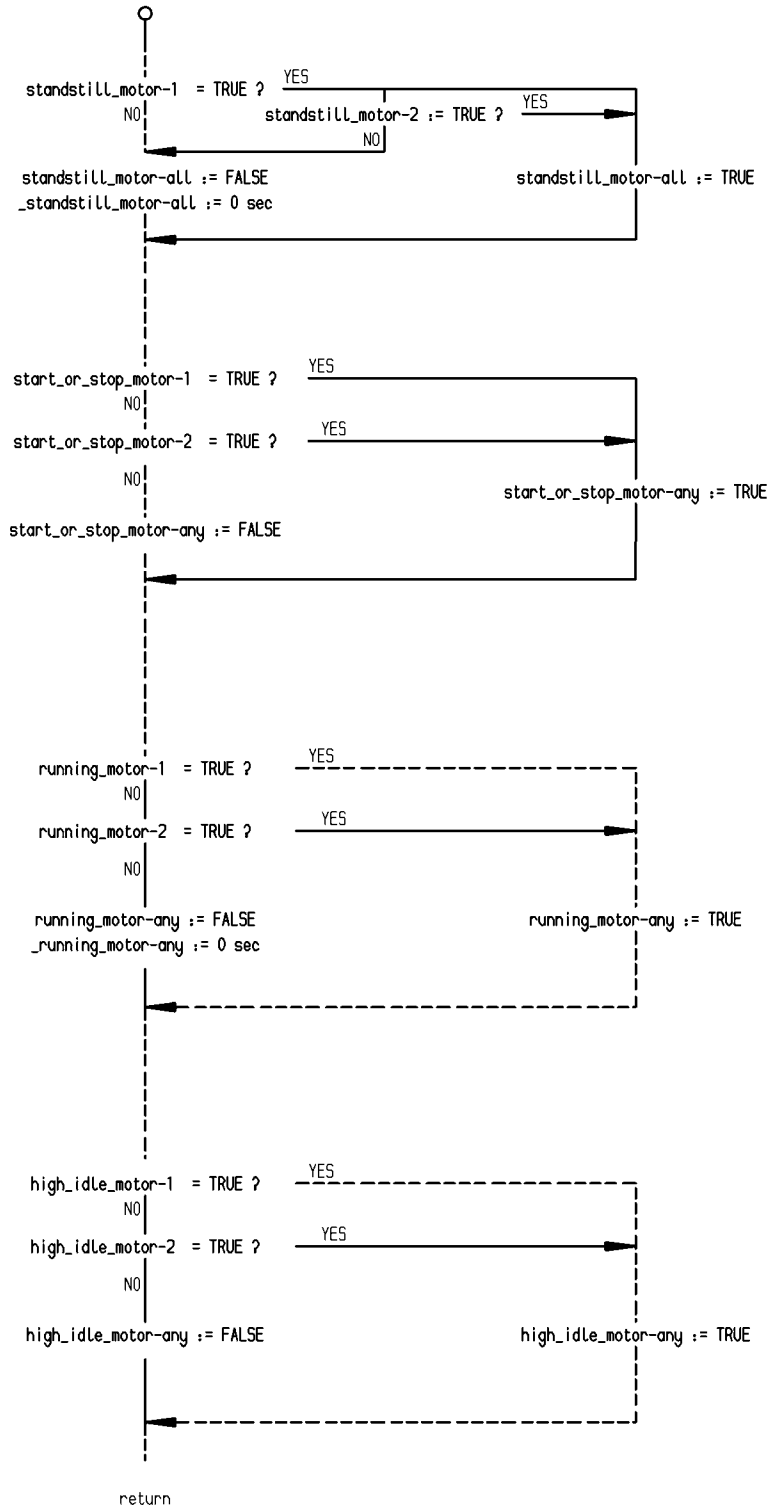 standstill_motor-1 = TRUE ? YES
NO standstill_motor-2 := TRUE ? YES
NO
standstill_motor-all := FALSE standstill_motor-all := TRUE
_standstill_motor-all := 0 sec
start_or_stop_motor-1 = TRUE ? YES
NO
start_or_stop_motor-2 = TRUE ? YES
NO
start_or_stop_motor-any := TRUE
start_or_stop_motor-any := FALSE
running_motor-1 = TRUE ? YES
NO
running_motor-2 = TRUE ? YES
NO
running_motor-any := FALSE running_motor-any := TRUE
_running_motor-any := 0 sec
high_idle_motor-1 = TRUE ? YES
NO
high_idle_motor-2 = TRUE ? YES
NO
high_idle_motor-any := FALSE high_idle_motor-any := TRUE
return